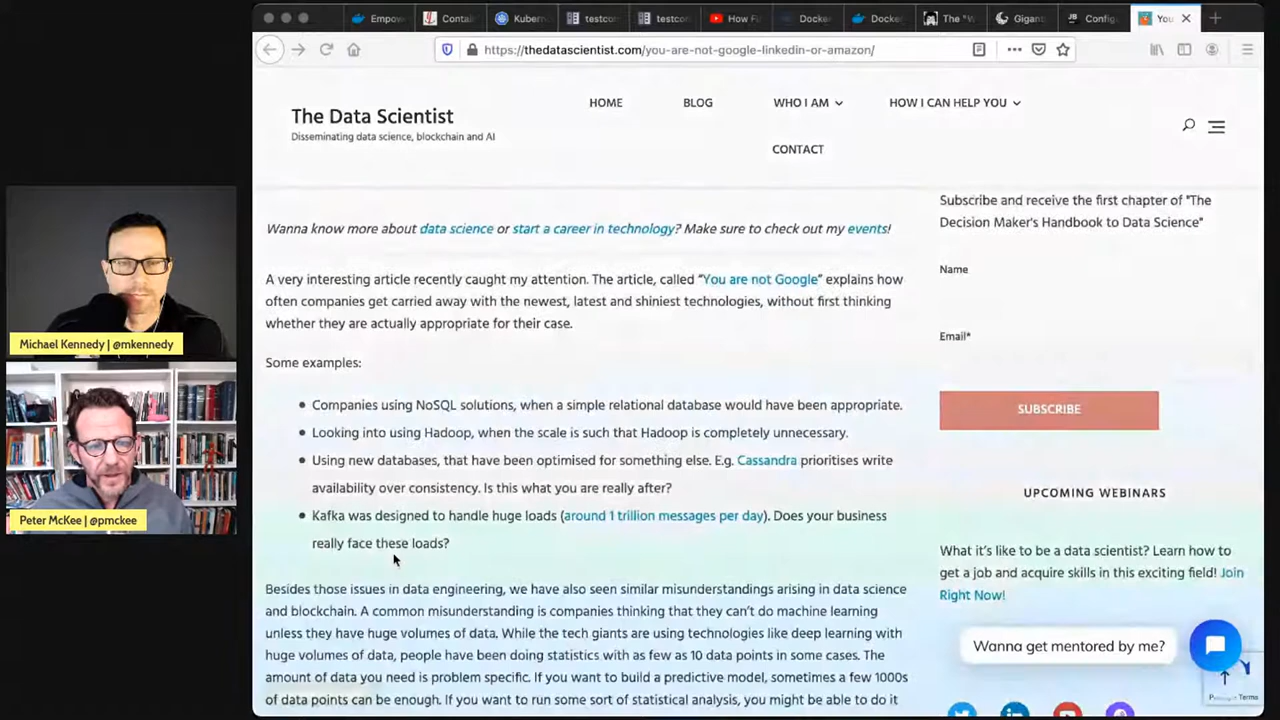 Empow
Contai
Kubern
testcon
testcon
How Fi
Docke
Docke
The "W
Giganc
Config.
You
https://thedatascientist.com/you-are-not-google-linkedin-or-amazon/
The Data Scientist
Disseminating data science, blockchain and AI
HOME
BLOG
WHO I AM
HOW I CAN HELP YOU
CONTACT
Wanna know more about data science or start a career in technology? Make sure to check out my events!
A very interesting article recently caught my attention. The article, called “You are not Google” explains how
often companies get carried away with the newest, latest and shiniest technologies, without first thinking
whether they are actually appropriate for their case.
Some examples:
Companies using NoSQL solutions, when a simple relational database would have been appropriate.
Looking into using Hadoop, when the scale is such that Hadoop is completely unnecessary.
Using new databases, that have been optimised for something else. E.g. Cassandra prioritises write
availability over consistency. Is this what you are really after?
Kafka was designed to handle huge loads (around 1 trillion messages per day). Does your business
really face these loads?
Besides those issues in data engineering, we have also seen similar misunderstandings arising in data science
and blockchain. A common misunderstanding is companies thinking that they can’t do machine learning
unless they have huge volumes of data. While the tech giants are using technologies like deep learning with
huge volumes of data, people have been doing statistics with as few as 10 data points in some cases. The
amount of data you need is problem specific. If you want to build a predictive model, sometimes a few 1000s
of data points can be enough. If you want to run some sort of statistical analysis, you might be able to do it
Subscribe and receive the first chapter of "The
Decision Maker's Handbook to Data Science"
Name
Email*
SUBSCRIBE
UPCOMING WEBINARS
What it’s like to be a data scientist? Learn how to
get a job and acquire skills in this exciting field! Join
Right Now!
Wanna get mentored by me?
Terms
Michael Kennedy | @mkennedy
Peter McKee | @pmckee